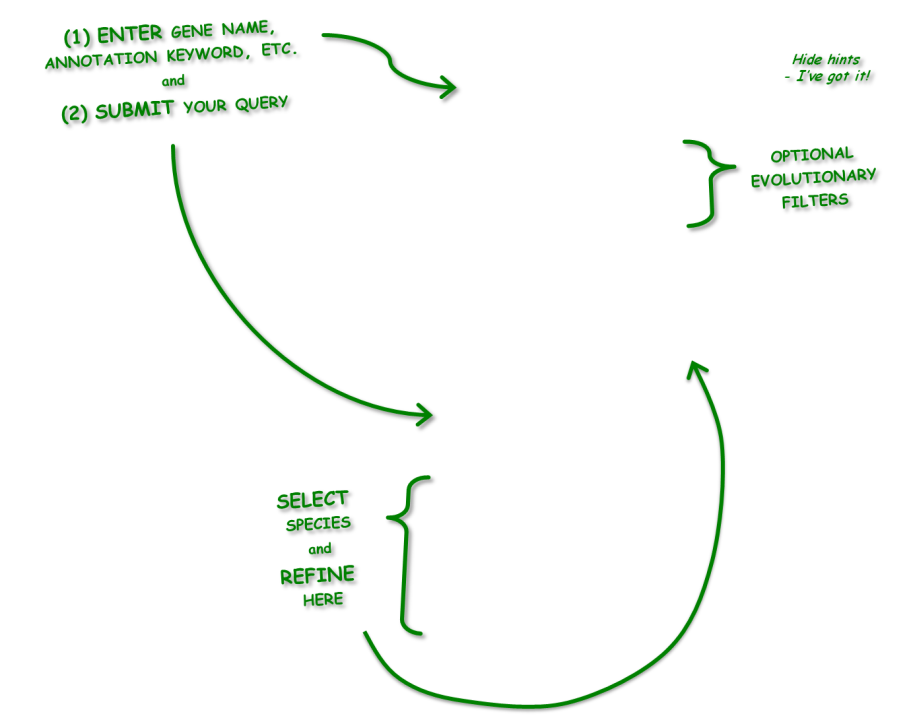 (1) ENTER GENE NAME,
ANNOTATION KEYWORD, ETC.
and
(2) SUBMIT YOUR QUERY
Hide hints
- I've got it!
OPTIONAL
EVOLUTIONARY
FILTERS
SELECT
SPECIES
and
REFINE
HERE